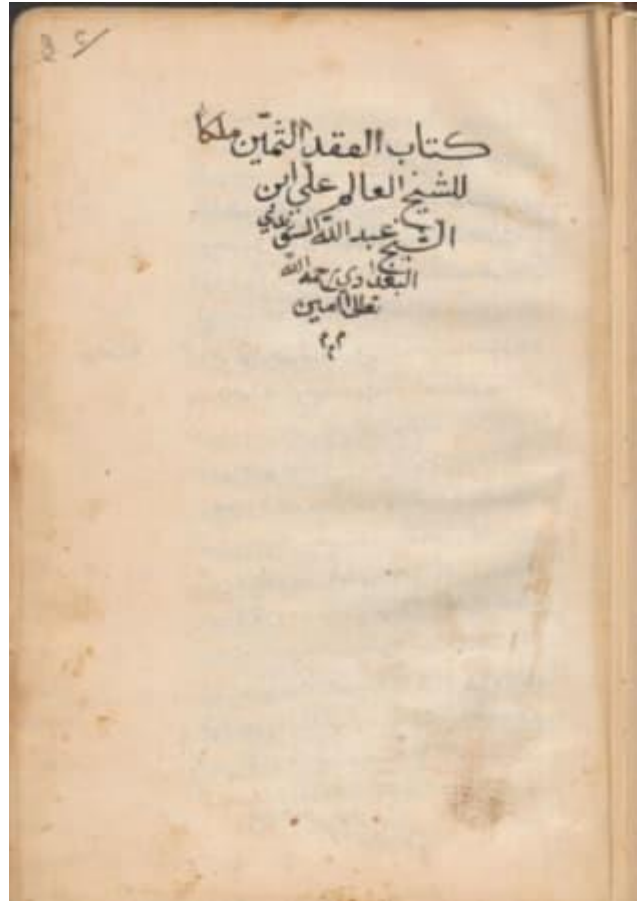 كتاب العقد الثمين ملكا
للشيخ العالم علي ابن
الشيخ عبد الله
البغدادي رحمه الله
تعالى امين